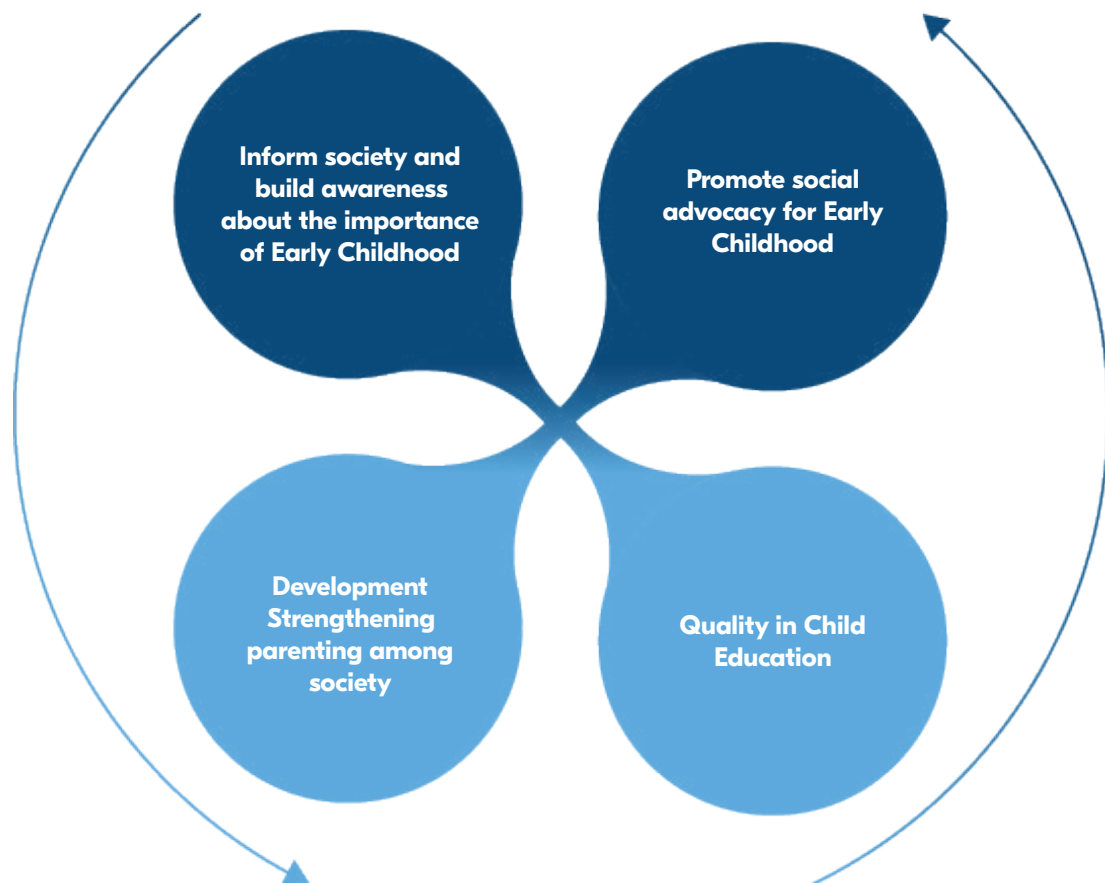 Inform society and
build awareness
about the importance
of Early Childhood
Promote social
advocacy for Early
Childhood
Development
Strengthening
parenting among
society
Quality in Child
Education